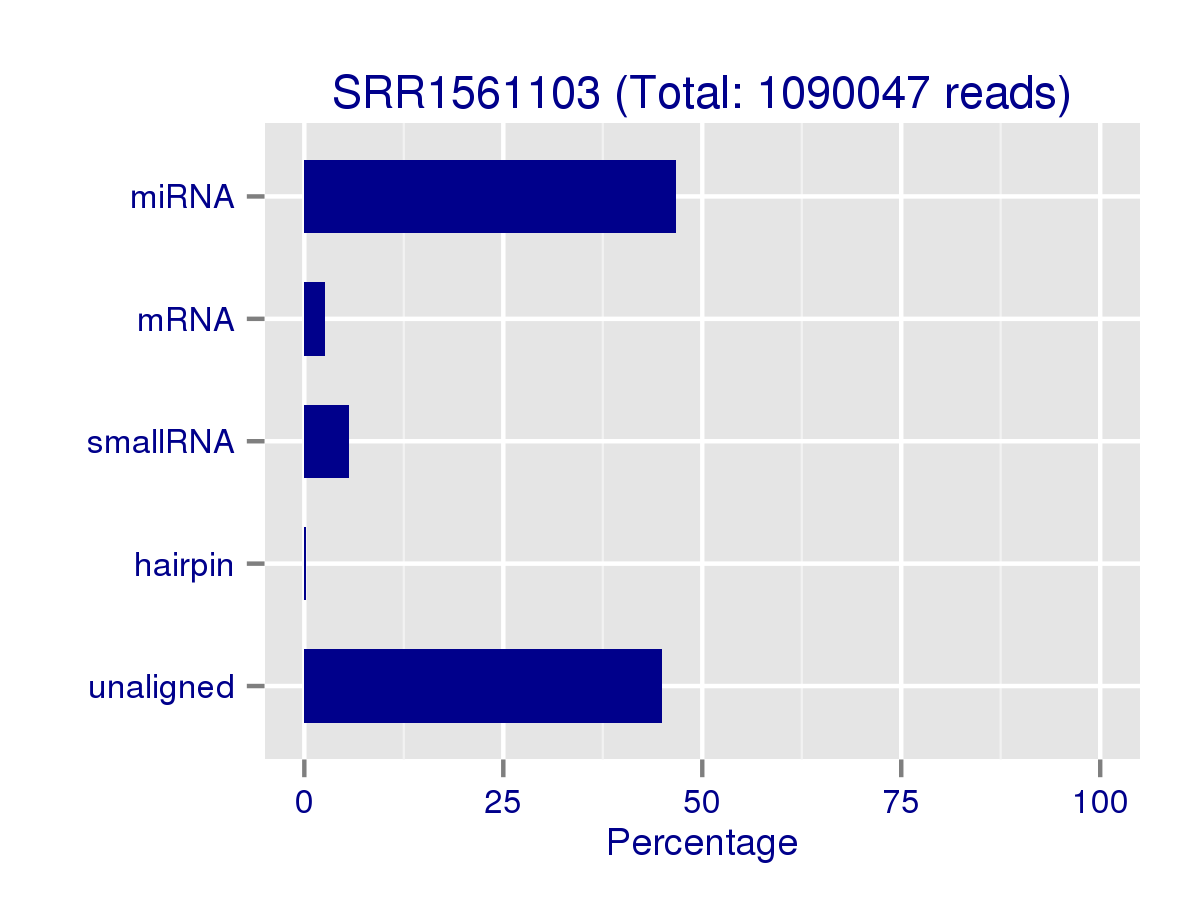 SRR1561103 (Total: 1090047 reads)
miRNA
mRNA
smallRNA
hairpin
unaligned
0 25 50 75 100
Percentage